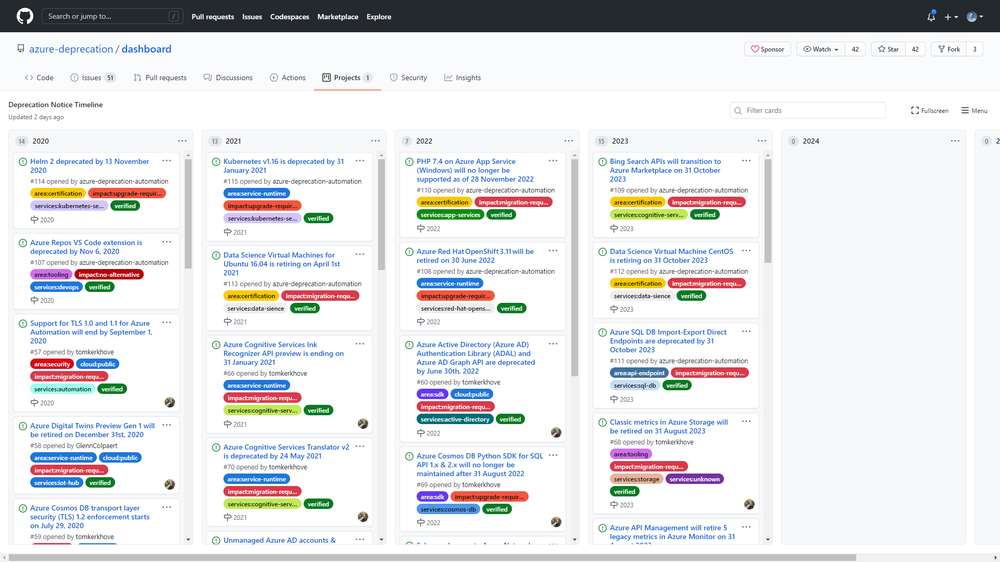 Search or jump to...
/
Pull requests
Issues
Codespaces
Marketplace
Explore
azure-deprecation / dashboard
Sponsor
Watch
42
Star
42
Fork
3
Code
Issues 51
Pull requests
Discussions
Actions
Projects 1
Security
Insights
Deprecation Notice Timeline
Updated 2 days ago
Filter cards
Fullscreen
Menu
14 2020
Helm 2 deprecated by 13 November
2020
#114 opened by azure-deprecation-automation
area:certification impact:upgrade-requir...
services:kubernetes-se... verified
2020
Azure Repos VS Code extension is
deprecated by Nov 6, 2020
#107 opened by azure-deprecation-automation
area:tooling impact:no-alternative
services:devops verified
2020
Support for TLS 1.0 and 1.1 for Azure
Automation will end by September 1,
2020
#57 opened by tomkerkhove
area:security cloud:public
impact:migration-requ...
services:automation verified
2020
Azure Digital Twins Preview Gen 1 will
be retired on December 31st, 2020
#58 opened by GlennColpaert
area:service-runtime cloud:public
impact:migration-requ...
services:iot-hub verified
Azure Cosmos DB transport layer
security (TLS) 1.2 enforcement starts
on July 29, 2020
#59 opened by tomkerkhove
13 2021
Kubernetes v1.16 is deprecated by 31
January 2021
#115 opened by azure-deprecation-automation
area:service-runtime
impact:upgrade-requir...
services:kubernetes-se... verified
2021
Data Science Virtual Machines for
Ubuntu 16.04 is retiring on April 1st
2021
#113 opened by azure-deprecation-automation
area:certification impact:migration-requ...
services:data-sience verified
2021
Azure Cognitive Services Ink
Recognizer API preview is ending on
31 January 2021
#66 opened by tomkerkhove
area:service-runtime
impact:migration-requ...
services:cognitive-serv... verified
2021
Azure Cognitive Services Translator v2
is deprecated by 24 May 2021
#70 opened by tomkerkhove
area:service-runtime
impact:migration-requ...
services:cognitive-serv... verified
2021
Unmanaged Azure AD accounts &
7 2022
PHP 7.4 on Azure App Service
(Windows) will no longer be
supported as of 28 November 2022
#110 opened by azure-deprecation-automation
area:certification impact:migration-requ...
services:app-services verified
2022
Azure Red Hat OpenShift 3.11 will be
retired on 30 June 2022
#108 opened by azure-deprecation-automation
area:service-runtime
impact:upgrade-requir...
services:red-hat-opens... verified
2022
Azure Active Directory (Azure AD)
Authentication Library (ADAL) and
Azure AD Graph API are deprecated
by June 30th, 2022
#60 opened by tomkerkhove
area:sdk cloud:public
impact:migration-requ...
services:active-directory verified
2022
Azure Cosmos DB Python SDK for SQL
API 1.x & 2.x will no longer be
maintained after 31 August 2022
#69 opened by tomkerkhove
area:sdk impact:upgrade-requir...
services:cosmos-db verified
2022
15 2023
Bing Search APIs will transition to
Azure Marketplace on 31 October
2023
#109 opened by azure-deprecation-automation
area:certification impact:migration-requ...
services:cognitive-serv... verified
2023
Data Science Virtual Machine CentOS
is retiring on 31 October 2023
#112 opened by azure-deprecation-automation
area:certification impact:migration-requ...
services:data-sience verified
2023
Azure SQL DB Import-Export Direct
Endpoints are deprecated by 31
October 2023
#111 opened by azure-deprecation-automation
area:api-endpoint impact:migration-requ...
services:sql-db verified
2023
Classic metrics in Azure Storage will
be retired on 31 August 2023
#68 opened by tomkerkhove
area:tooling
impact:migration-requ...
services:storage services:unknown
verified
2023
Azure API Management will retire 5
legacy metrics in Azure Monitor on 31
August 2023
0 2024
0 2